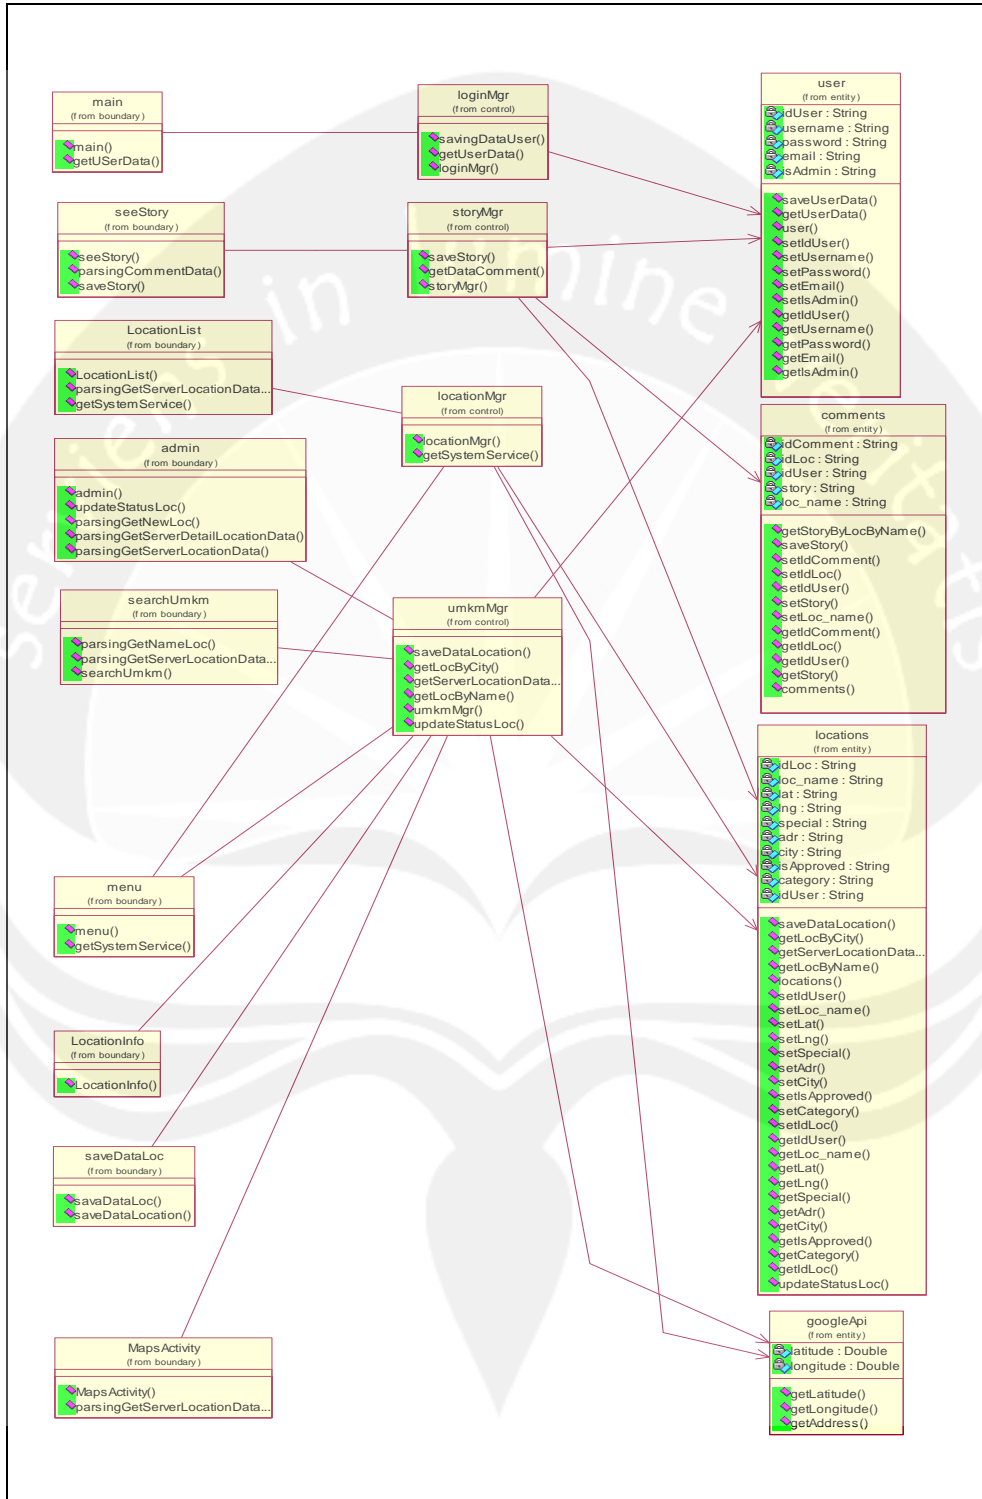 main
(from boundary)
main()
getUSerData()
loginMgr
(from control)
savingDataUser()
getUserData()
loginMgr()
user
(from entity)
idUser : String
username : String
password : String
email : String
isAdmin : String
saveUserData()
getUserData()
user()
setIdUser()
setUsername()
setPassword()
setEmail()
setIsAdmin()
getIdUser()
getUsername()
getPassword()
getEmail()
getIsAdmin()
seeStory
(from boundary)
seeStory()
parsingCommentData()
saveStory()
storyMgr
(from control)
saveStory()
getDataComment()
storyMgr()
LocationList
(from boundary)
LocationList()
parsingGetServerLocationData...
getSystemService()
locationMgr
(from control)
locationMgr()
getSystemService()
comments
(from entity)
idComment : String
idLoc : String
idUser : String
story : String
loc_name : String
getStoryByLocByName()
saveStory()
setIdComment()
setIdLoc()
setIdUser()
setStory()
setLoc_name()
getIdComment()
getIdLoc()
getIdUser()
getStory()
comments()
admin
(from boundary)
admin()
updateStatusLoc()
parsingGetNewLoc()
parsingGetServerDetailLocationData()
parsingGetServerLocationData()
searchUmkm
(from boundary)
parsingGetNameLoc()
parsingGetServerLocationData...
searchUmkm()
umkmMgr
(from control)
saveDataLocation()
getLocByCity()
getServerLocationData...
getLocByName()
umkmMgr()
updateStatusLoc()
locations
(from entity)
idLoc : String
loc_name : String
lat : String
lng : String
special : String
adr : String
city : String
isApproved : String
category : String
idUser : String
saveDataLocation()
getLocByCity()
getServerLocationData...
getLocByName()
locations()
setIdUser()
setLoc_name()
setLat()
setLng()
setSpecial()
setAdr()
setCity()
setIsApproved()
setCategory()
setIdLoc()
getIdUser()
getLoc_name()
getLat()
getLng()
getSpecial()
getAdr()
getCity()
getIsApproved()
getCategory()
getIdLoc()
updateStatusLoc()
menu
(from boundary)
menu()
getSystemService()
LocationInfo
(from boundary)
LocationInfo()
saveDataLoc
(from boundary)
savaDataLoc()
saveDataLocation()
MapsActivity
(from boundary)
MapsActivity()
parsingGetServerLocationData...
googleApi
(from entity)
latitude : Double
longitude : Double
getLatitude()
getLongitude()
getAddress()
serviens in lumine veritatis